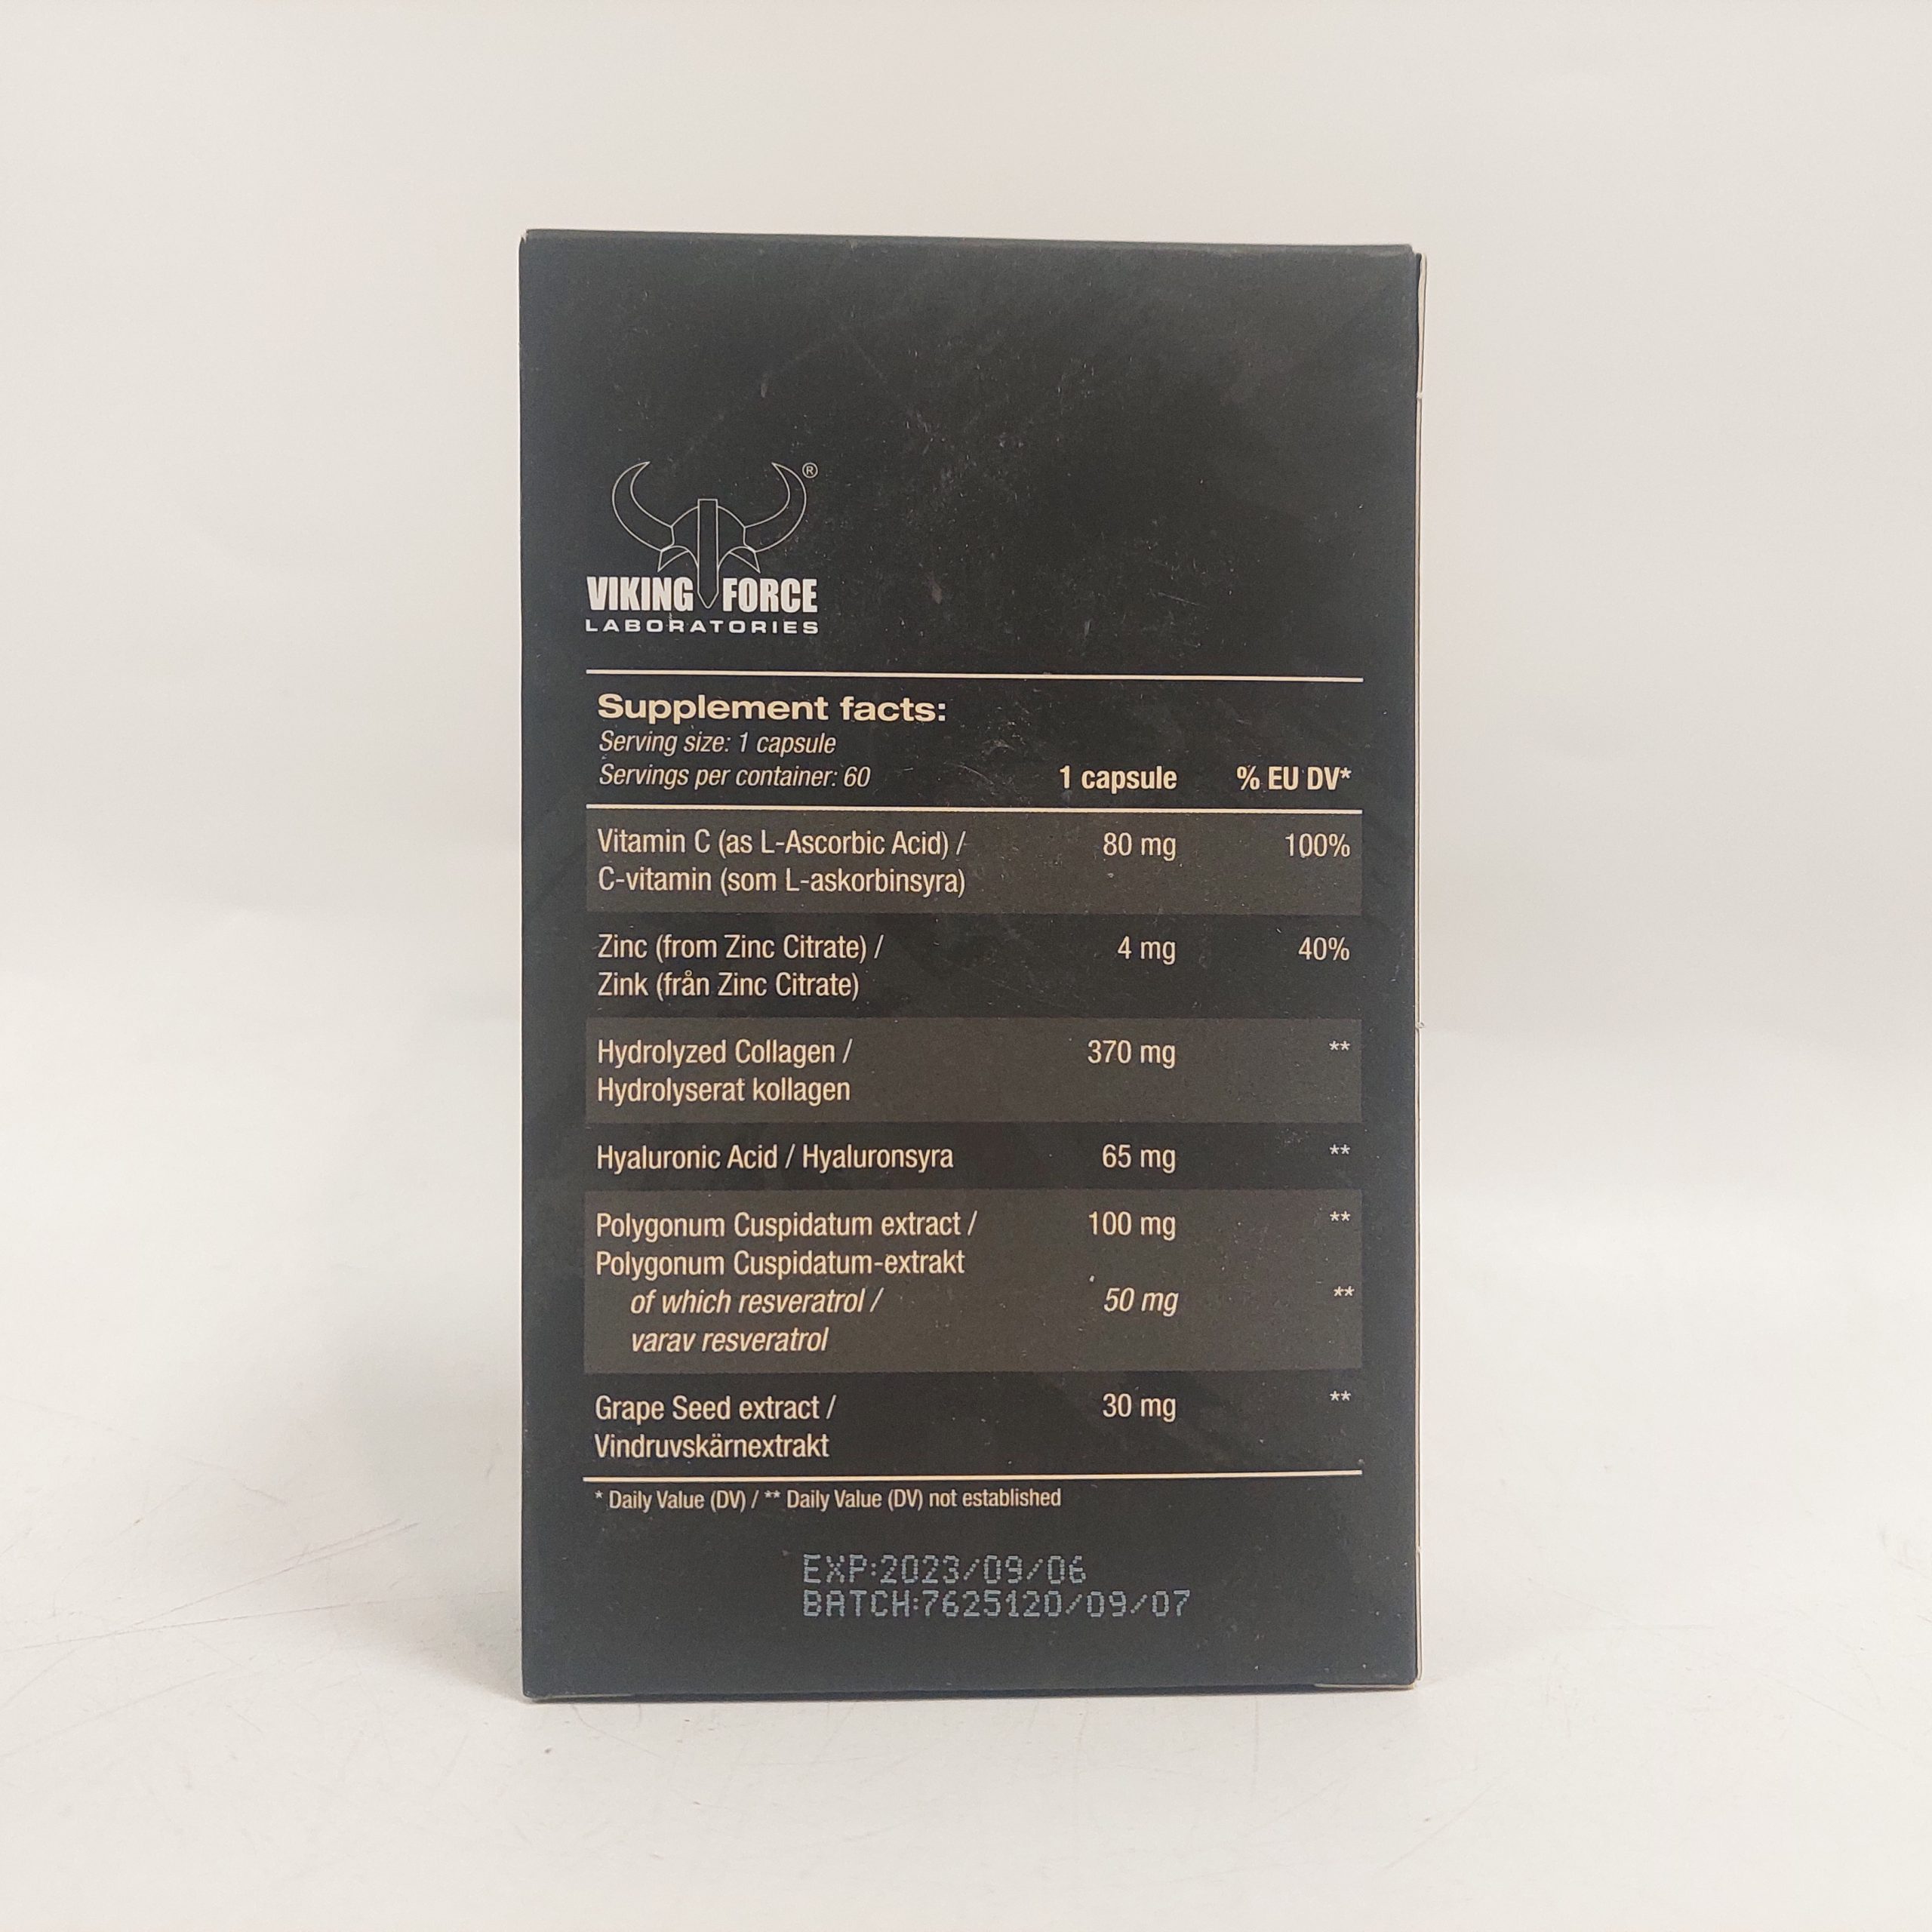 ®
VIKING FORCE
LABORATORIES
Supplement facts:
Serving size: 1 capsule
Servings per container: 60 1 capsule % EU DV*
Vitamin C (as L-Ascorbic Acid) / 80 mg 100%
C-vitamin (som L-askorbinsyra)
Zinc (from Zinc Citrate) / 4 mg 40%
Zink (från Zinc Citrate)
Hydrolyzed Collagen / 370 mg **
Hydrolyserat kollagen
Hyaluronic Acid / Hyaluronsyra 65 mg **
Polygonum Cuspidatum extract / 100 mg **
Polygonum Cuspidatum-extrakt
of which resveratrol / 50 mg **
varav resveratrol
Grape Seed extract / 30 mg **
Vindruvskärnextrakt
* Daily Value (DV) / ** Daily Value (DV) not established
EXP:2023/09/06
BATCH:7625120/09/07